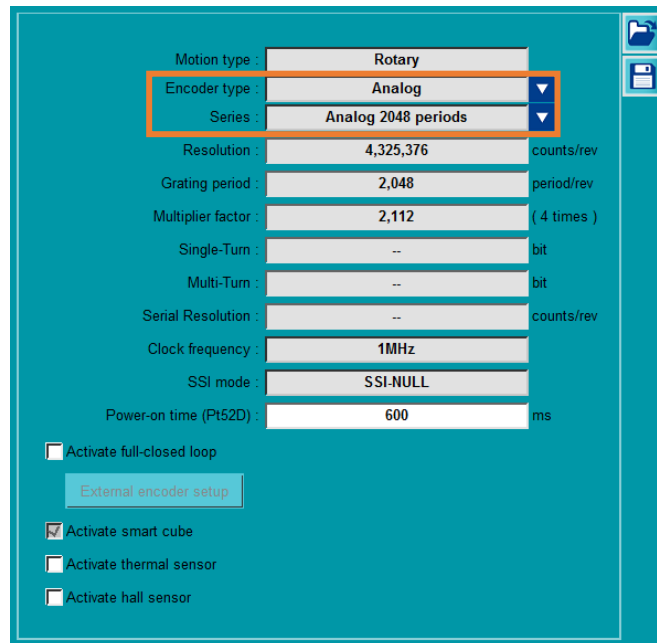 Motion type : Rotary
Encoder type : Analog
Series : Analog 2048 periods
Resolution : 4,325,376 counts/rev
Grating period : 2,048 period/rev
Multiplier factor : 2,112 ( 4 times )
Single-Turn : -- bit
Multi-Turn : -- bit
Serial Resolution : -- counts/rev
Clock frequency : 1MHz
SSI mode : SSI-NULL
Power-on time (Pt52D) : 600 ms
Activate full-closed loop
External encoder setup
Activate smart cube
Activate thermal sensor
Activate hall sensor